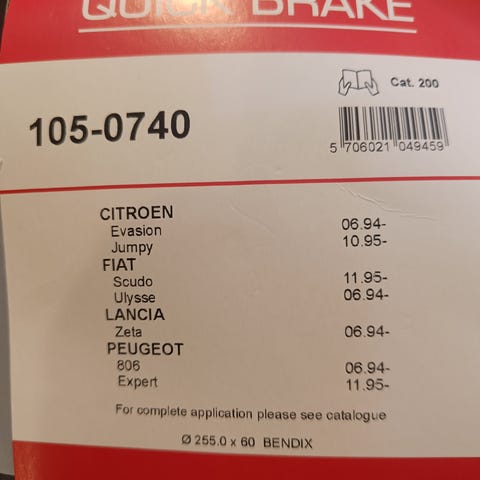 QUICK BRAKE
Cat. 200
105-0740
5 706021 049459
CITROEN
Evasion 06.94-
Jumpy 10.95-
FIAT
Scudo 11.95-
Ulysse 06.94-
LANCIA
Zeta 06.94-
PEUGEOT
806 06.94-
Expert 11.95-
For complete application please see catalogue
Ø 255.0 x 60 BENDIX